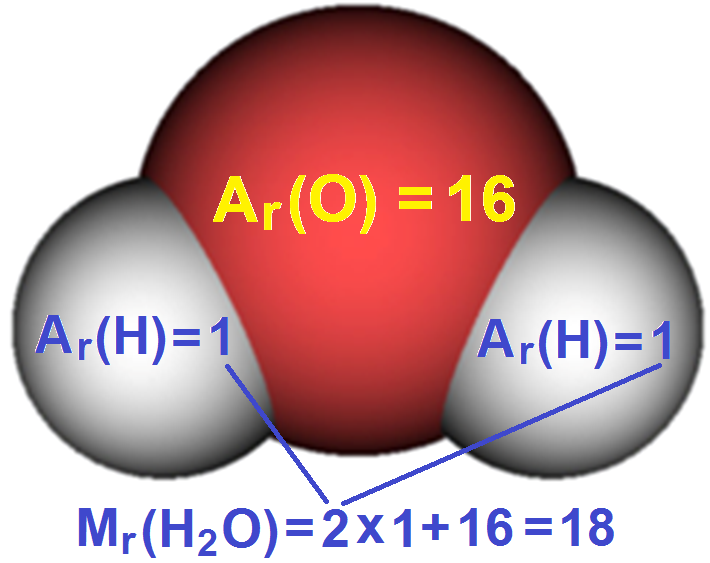 Ar(O) = 16
Ar(H)=1
Ar(H)=1
Mr(H2O)=2x1+16=18